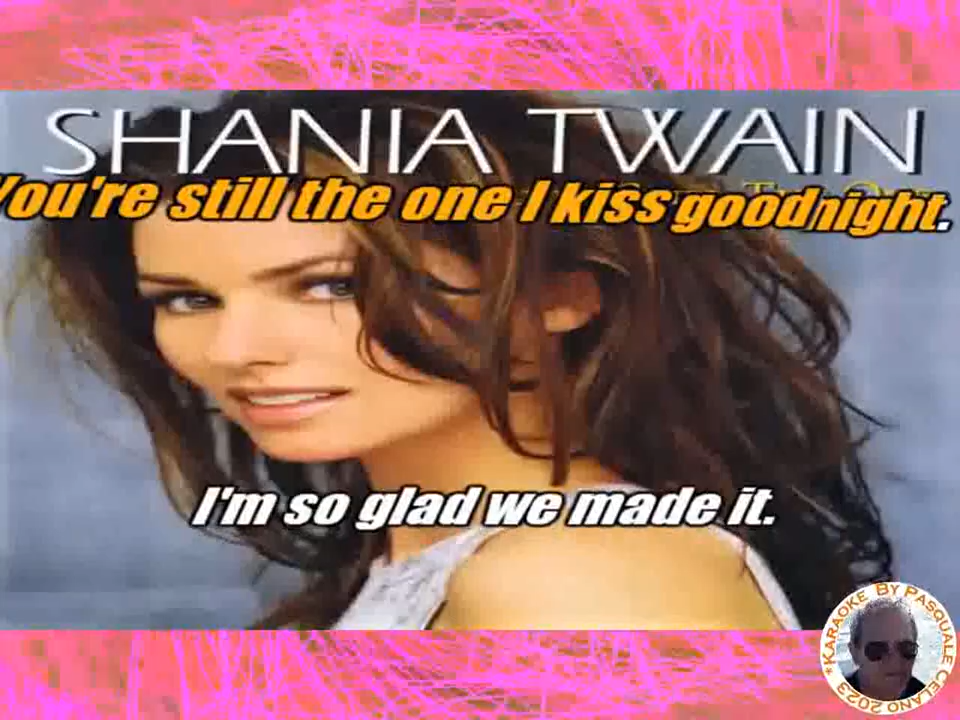 SHANIA TWAIN
You're still the one I kiss goodnight.
I'm so glad we made it.
*KARAOKE BY PASQUALE CELANO 2023